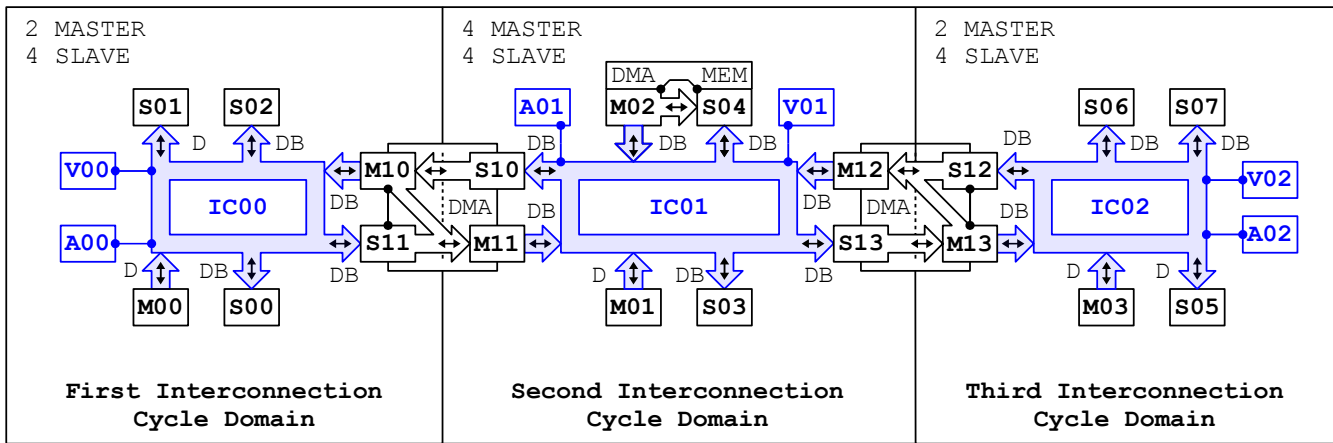 2 MASTER
4 SLAVE
4 MASTER
4 SLAVE
2 MASTER
4 SLAVE
DMA MEM
S01 S02 A01 M02 S04 V01 S06 S07
D DB DB DB DB DB DB DB
V00 M10 S10 M12 S12 V02
IC00 DB DMA DB IC01 DB DMA DB IC02
A00 S11 M11 S13 M13 A02
D DB DB D DB DB D D
M00 S00 M01 S03 M03 S05
First Interconnection
Cycle Domain
Second Interconnection
Cycle Domain
Third Interconnection
Cycle Domain